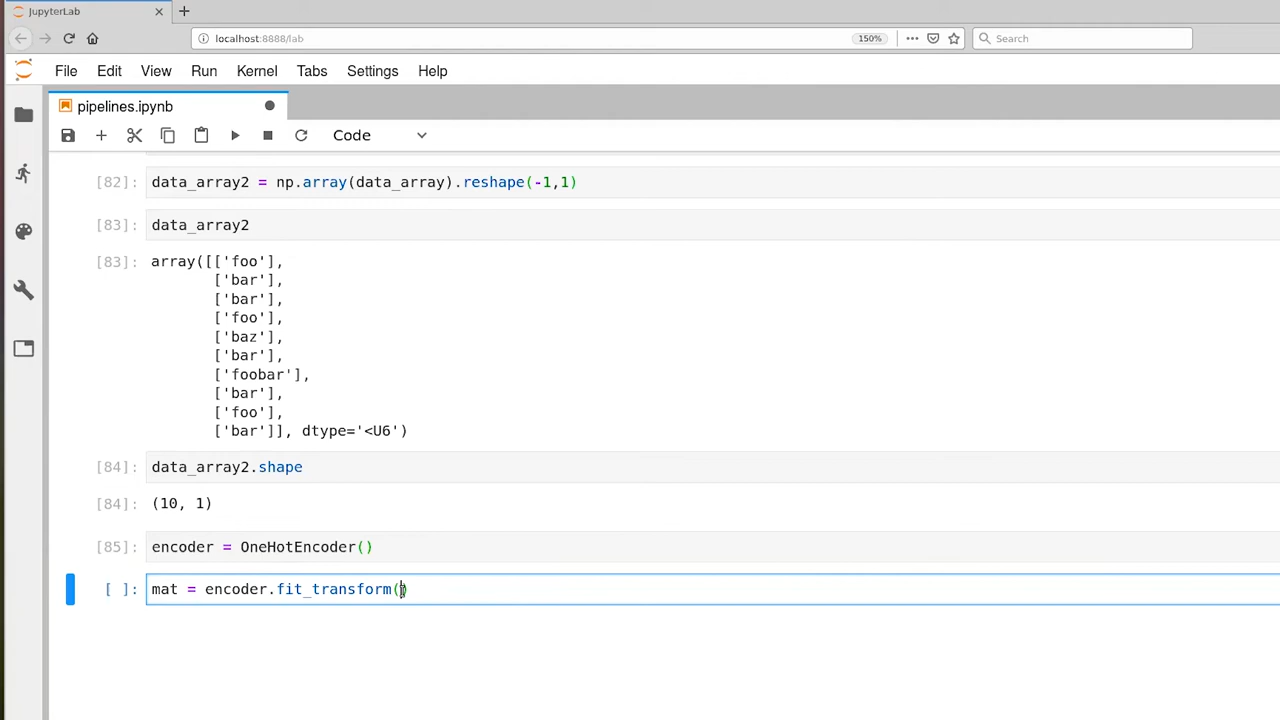 JupyterLab
localhost:8888/lab
150%
Search
File Edit View Run Kernel Tabs Settings Help
pipelines.ipynb
Code
[82]: data_array2 = np.array(data_array).reshape(-1,1)
[83]: data_array2
[83]: array([['foo'],
['bar'],
['bar'],
['foo'],
['baz'],
['bar'],
['foobar'],
['bar'],
['foo'],
['bar']], dtype='<U6')
[84]: data_array2.shape
[84]: (10, 1)
[85]: encoder = OneHotEncoder()
[ ]: mat = encoder.fit_transform()